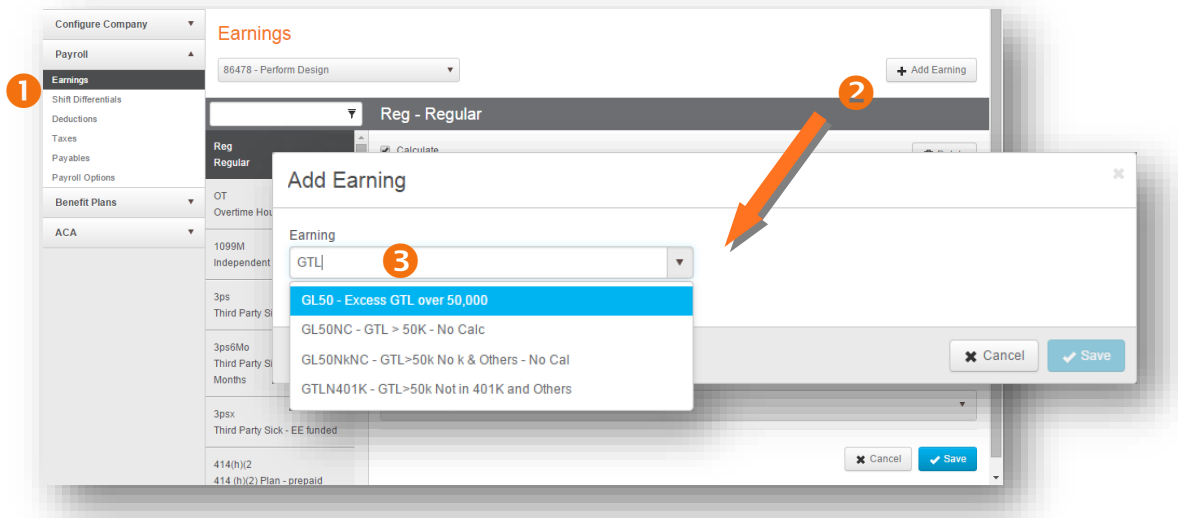 Configure Company
Payroll
Earnings
Shift Differentials
Deductions
Taxes
Payables
Payroll Options
Benefit Plans
ACA
1
Earnings
86478 - Perform Design
Add Earning
2
Reg - Regular
Reg
Regular
Calculate
OT
Overtime Hou
1099M
Independent
3ps
Third Party Si
3ps6Mo
Third Party Si
Months
3psx
Third Party Sick - EE funded
414(h)(2
414 (h)(2) Plan - prepaid
Add Earning
Earning
GTL
3
GL50 - Excess GTL over 50,000
GL50NC - GTL > 50K - No Calc
GL50NkNC - GTL>50k No k & Others - No Cal
GTLN401K - GTL>50k Not in 401K and Others
Cancel
Save
Cancel
Save